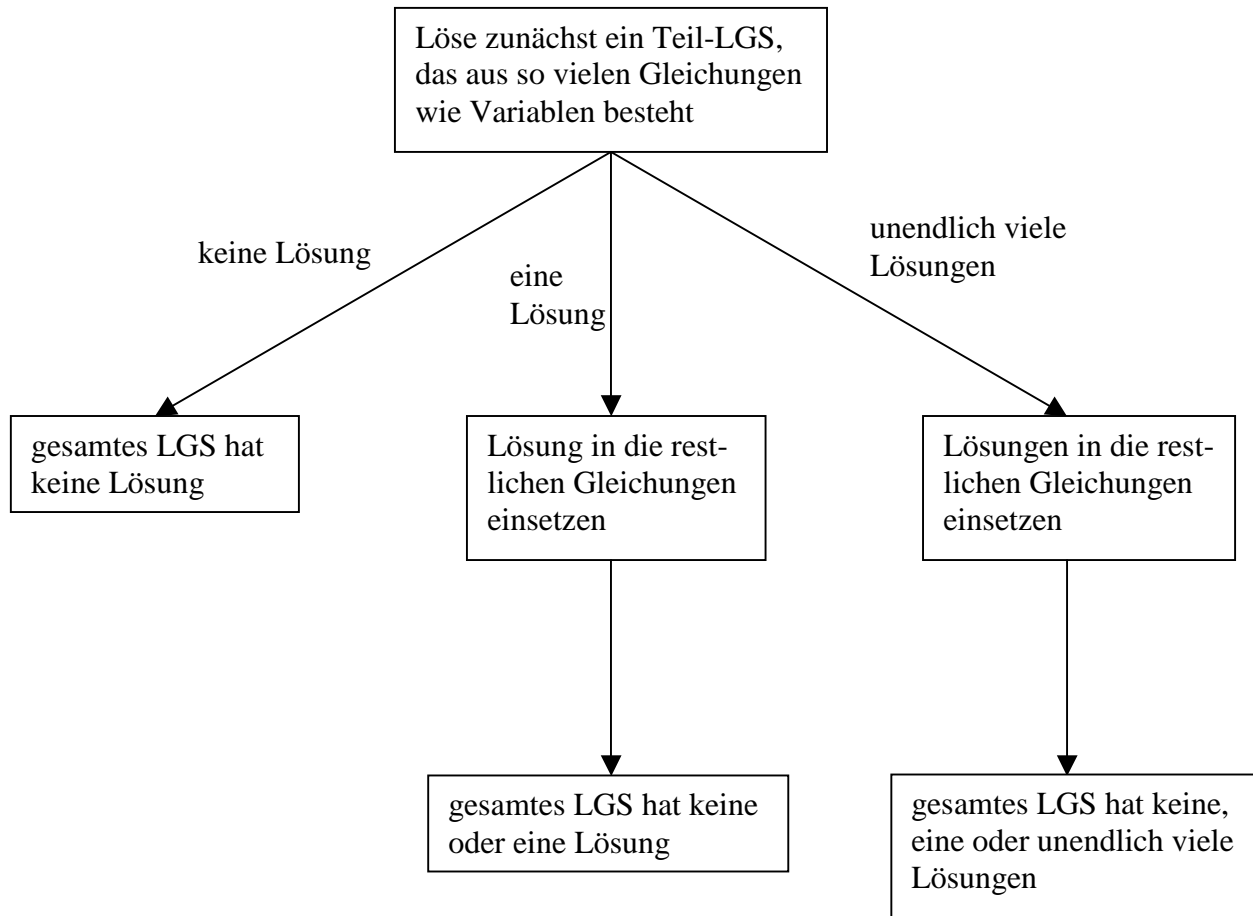 Löse zunächst ein Teil-LGS,
das aus so vielen Gleichungen
wie Variablen besteht
keine Lösung
eine
Lösung
unendlich viele
Lösungen
gesamtes LGS hat
keine Lösung
Lösung in die rest-
lichen Gleichungen
einsetzen
Lösungen in die rest-
lichen Gleichungen
einsetzen
gesamtes LGS hat keine
oder eine Lösung
gesamtes LGS hat keine,
eine oder unendlich viele
Lösungen